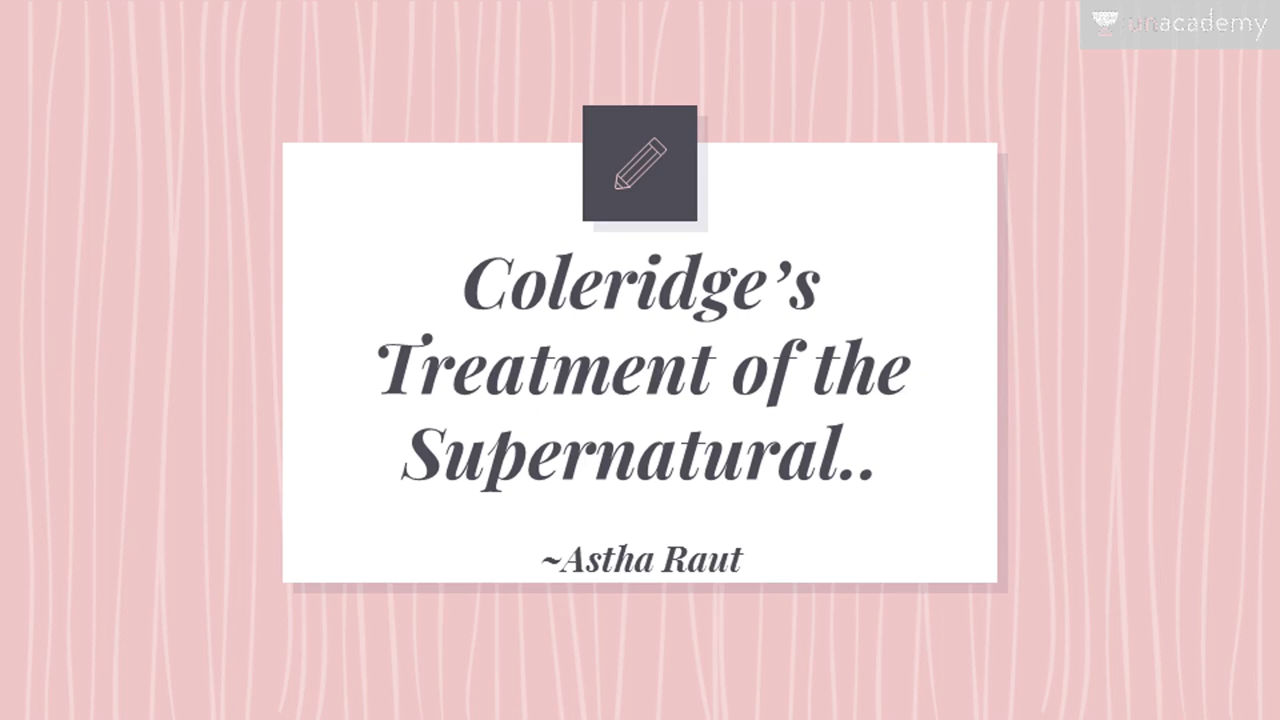 unacademy
Coleridge’s
Treatment of the
Supernatural..
~Astha Raut